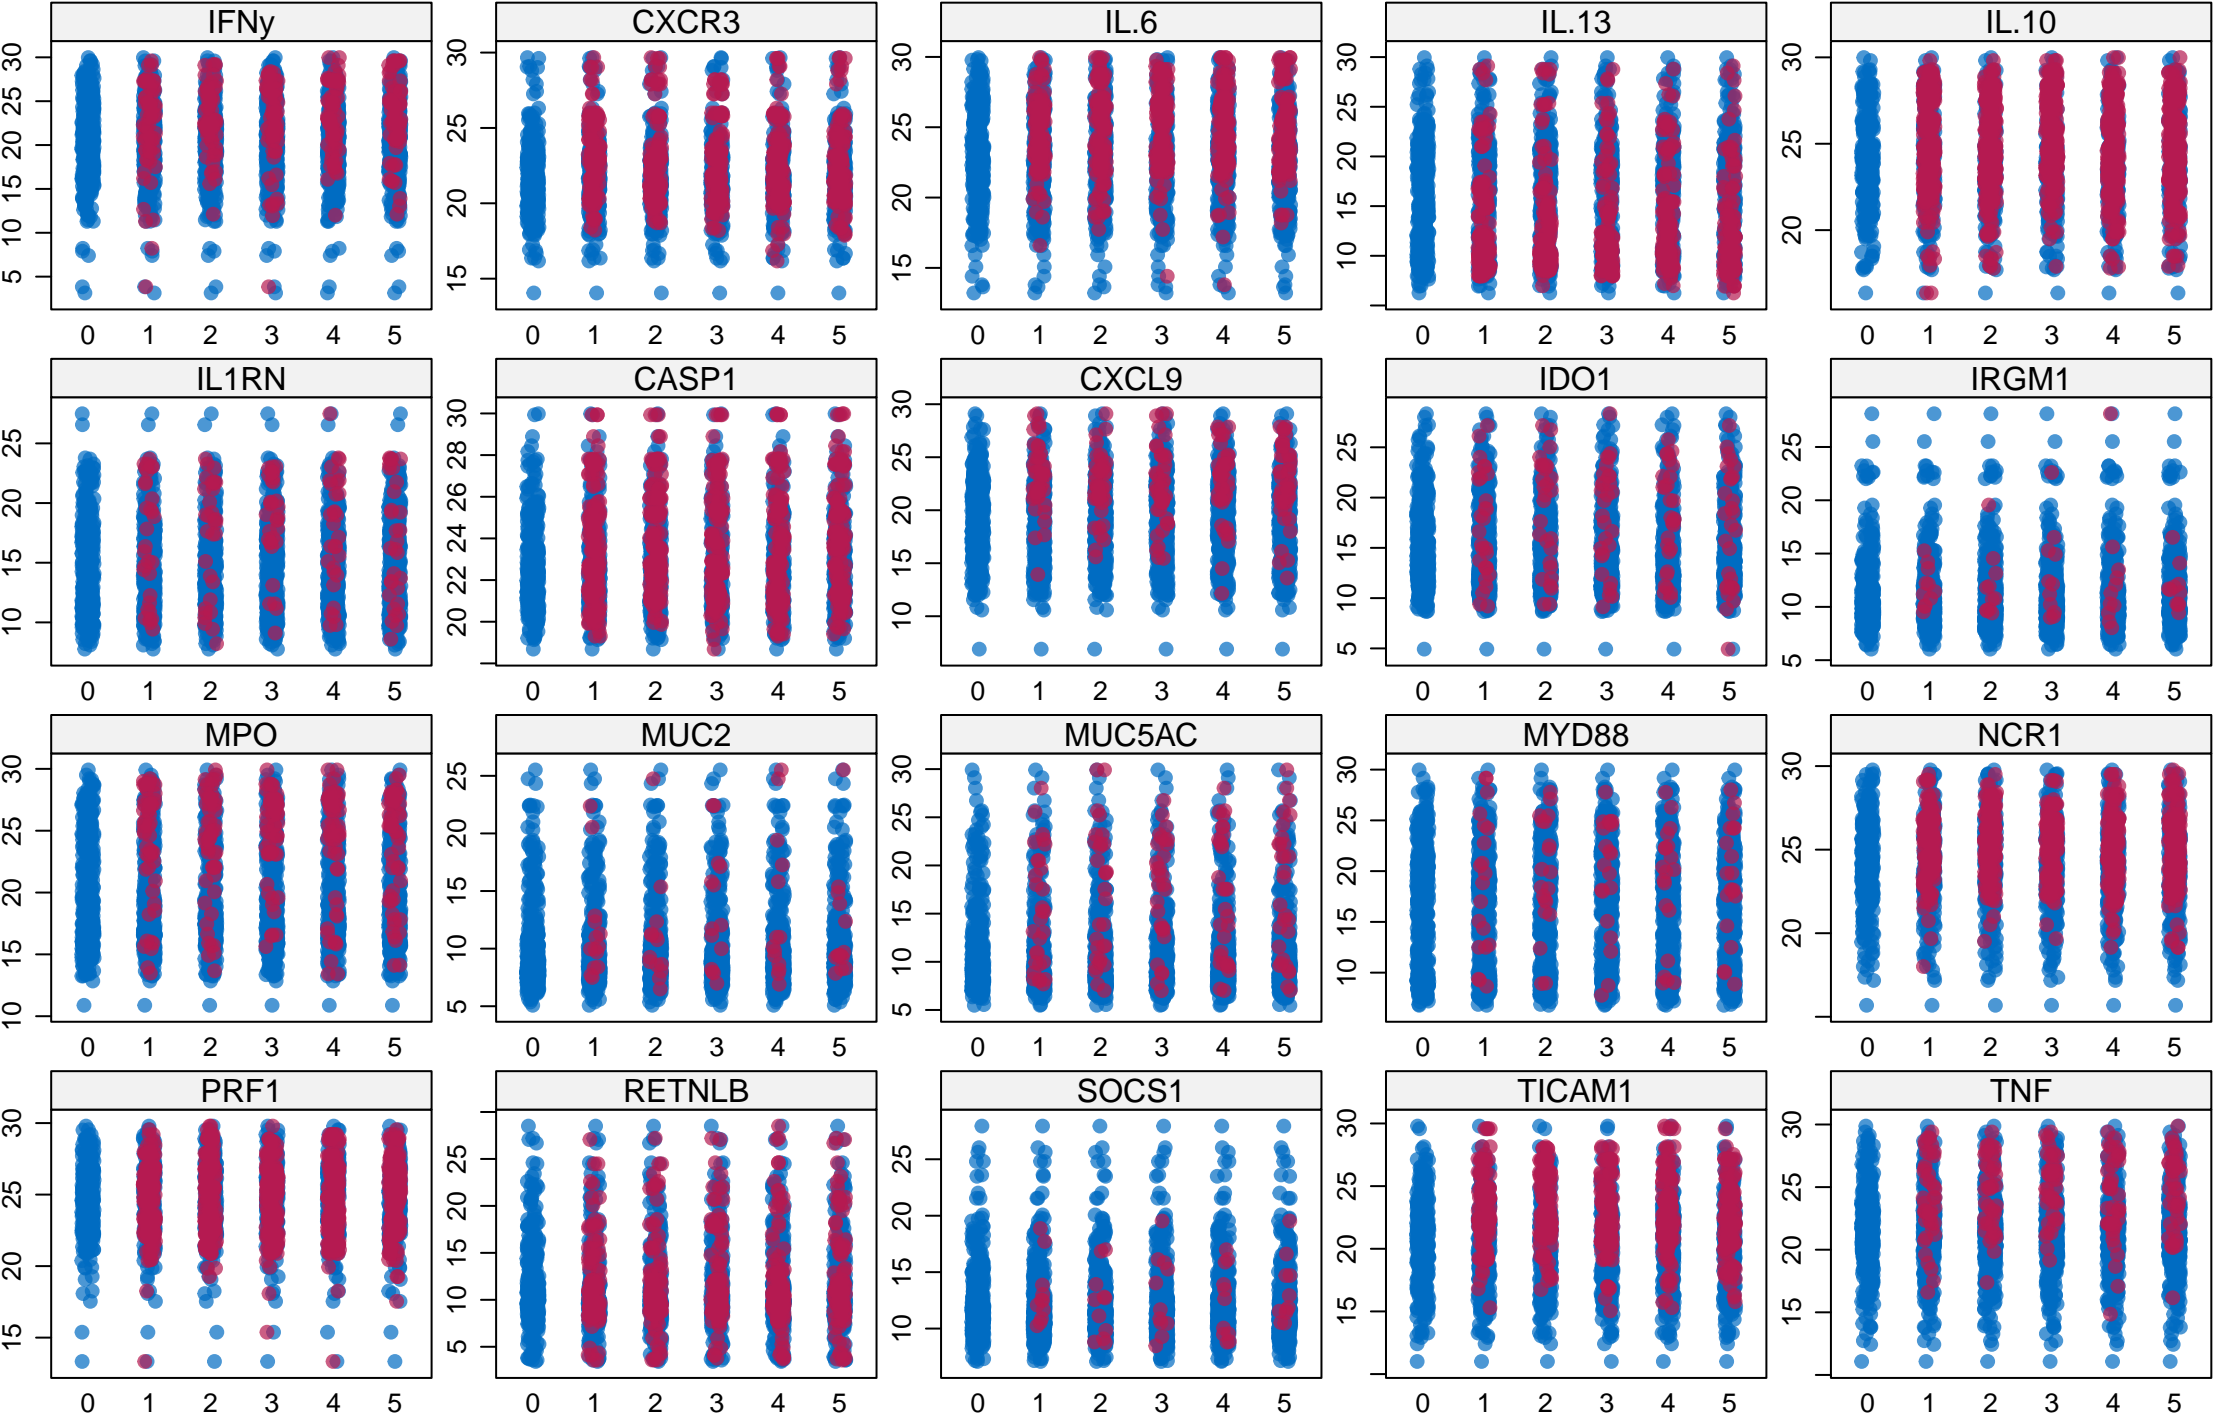 IFNy CXCR3 IL.6 IL.13 IL.10
5 10 15 20 25 30
15 20 25 30
15 20 25 30
10 15 20 25 30
20 25 30
0 1 2 3 4 5 0 1 2 3 4 5 0 1 2 3 4 5 0 1 2 3 4 5 0 1 2 3 4 5
IL1RN CASP1 CXCL9 IDO1 IRGM1
10 15 20 25
20 22 24 26 28 30
10 15 20 25 30
5 10 15 20 25
5 10 15 20 25
0 1 2 3 4 5 0 1 2 3 4 5 0 1 2 3 4 5 0 1 2 3 4 5 0 1 2 3 4 5
MPO MUC2 MUC5AC MYD88 NCR1
10 15 20 25 30
5 10 15 20 25
5 10 15 20 25 30
10 15 20 25 30
20 25 30
0 1 2 3 4 5 0 1 2 3 4 5 0 1 2 3 4 5 0 1 2 3 4 5 0 1 2 3 4 5
PRF1 RETNLB SOCS1 TICAM1 TNF
15 20 25 30
5 10 15 20 25
10 15 20 25
15 20 25 30
15 20 25 30
0 1 2 3 4 5 0 1 2 3 4 5 0 1 2 3 4 5 0 1 2 3 4 5 0 1 2 3 4 5